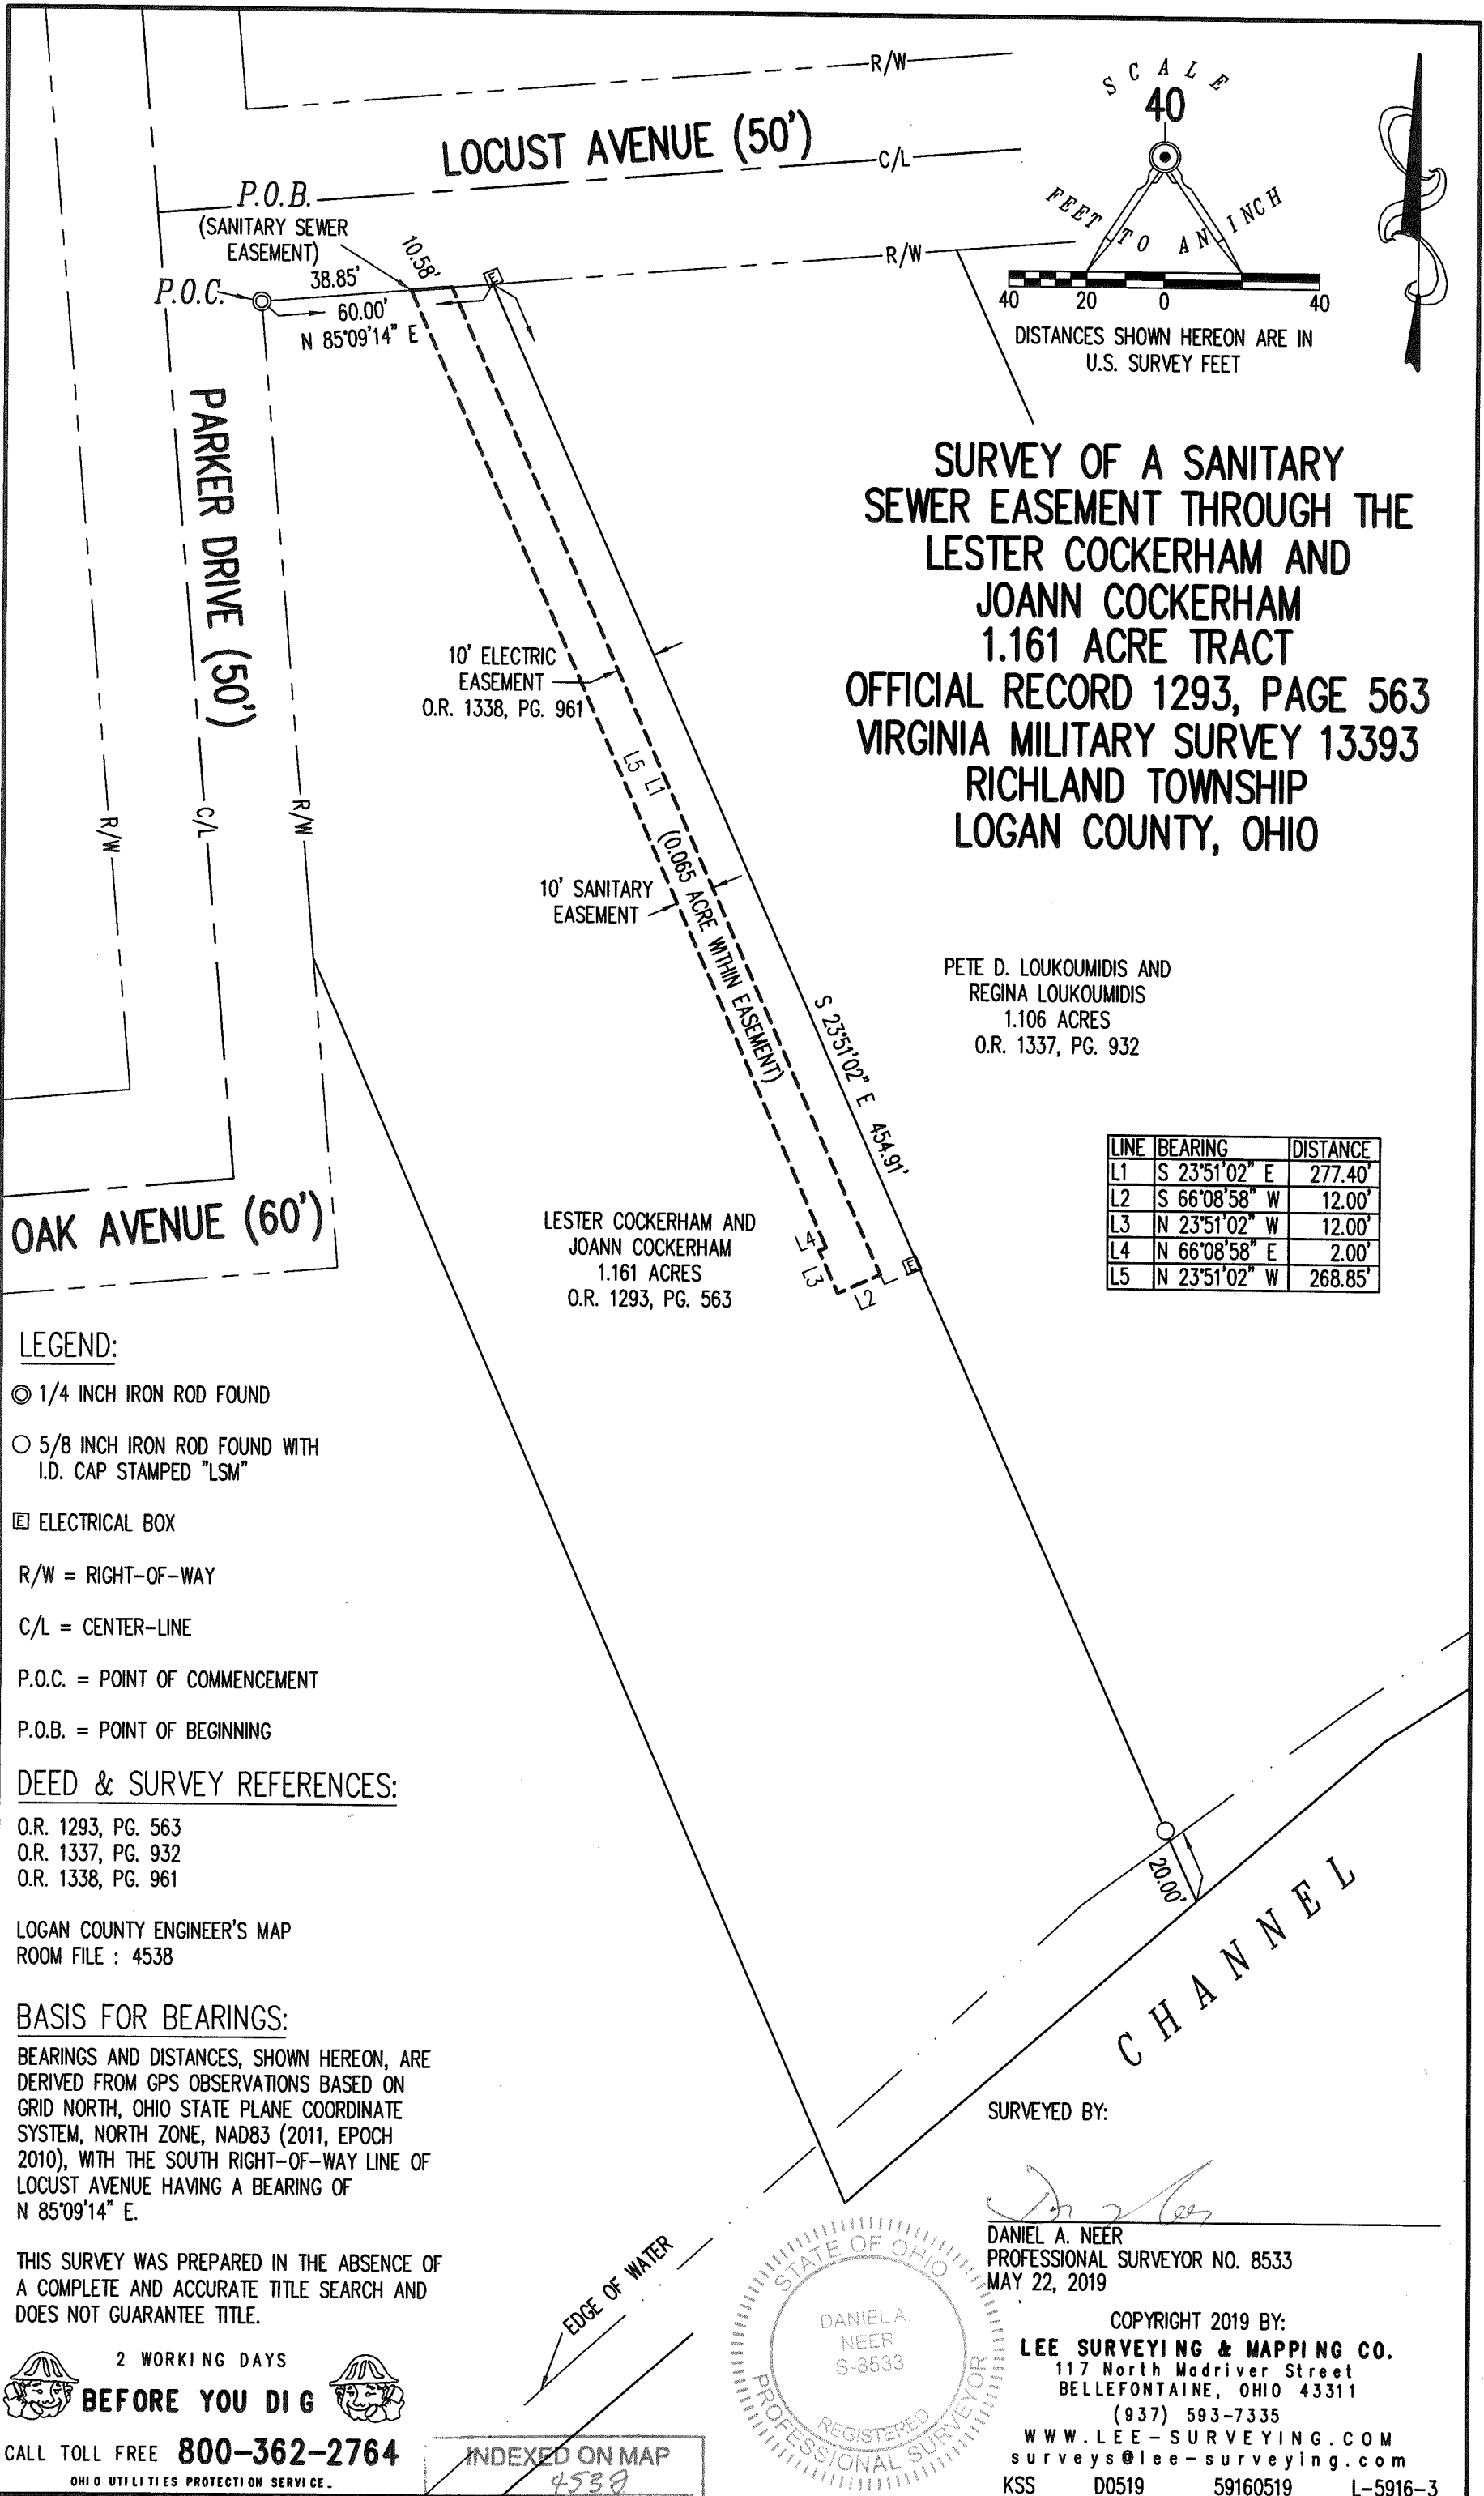 R/W
LOCUST AVENUE (50')
C/L
P.O.B.
(SANITARY SEWER
EASEMENT)
10.58'
E
R/W
P.O.C.
38.85'
60.00'
N 85°09'14" E
SCALE
40
FEET TO AN INCH
40 20 0 40
DISTANCES SHOWN HEREON ARE IN
U.S. SURVEY FEET
SURVEY OF A SANITARY
SEWER EASEMENT THROUGH THE
LESTER COCKERHAM AND
JOANN COCKERHAM
1.161 ACRE TRACT
OFFICIAL RECORD 1293, PAGE 563
VIRGINIA MILITARY SURVEY 13393
RICHLAND TOWNSHIP
LOGAN COUNTY, OHIO
PARKER DRIVE (50')
R/W
C/L
R/W
10' ELECTRIC
EASEMENT
O.R. 1338, PG. 961
L5
L1
(0.065 ACRE WITHIN EASEMENT)
10' SANITARY
EASEMENT
S 23°51'02" E 454.91'
PETE D. LOUKOUMIDIS AND
REGINA LOUKOUMIDIS
1.106 ACRES
O.R. 1337, PG. 932
LINE BEARING DISTANCE
L1 S 23°51'02" E 277.40'
L2 S 66°08'58" W 12.00'
L3 N 23°51'02" W 12.00'
L4 N 66°08'58" E 2.00'
L5 N 23°51'02" W 268.85'
OAK AVENUE (60')
LESTER COCKERHAM AND
JOANN COCKERHAM
1.161 ACRES
O.R. 1293, PG. 563
L4
L3
L2
E
LEGEND:
1/4 INCH IRON ROD FOUND
5/8 INCH IRON ROD FOUND WITH
I.D. CAP STAMPED "LSM"
E ELECTRICAL BOX
R/W = RIGHT-OF-WAY
C/L = CENTER-LINE
P.O.C. = POINT OF COMMENCEMENT
P.O.B. = POINT OF BEGINNING
DEED & SURVEY REFERENCES:
O.R. 1293, PG. 563
O.R. 1337, PG. 932
O.R. 1338, PG. 961
LOGAN COUNTY ENGINEER'S MAP
ROOM FILE : 4538
BASIS FOR BEARINGS:
BEARINGS AND DISTANCES, SHOWN HEREON, ARE
DERIVED FROM GPS OBSERVATIONS BASED ON
GRID NORTH, OHIO STATE PLANE COORDINATE
SYSTEM, NORTH ZONE, NAD83 (2011, EPOCH
2010), WITH THE SOUTH RIGHT-OF-WAY LINE OF
LOCUST AVENUE HAVING A BEARING OF
N 85°09'14" E.
THIS SURVEY WAS PREPARED IN THE ABSENCE OF
A COMPLETE AND ACCURATE TITLE SEARCH AND
DOES NOT GUARANTEE TITLE.
2 WORKING DAYS
BEFORE YOU DIG
CALL TOLL FREE 800-362-2764
OHIO UTILITIES PROTECTION SERVICE.
20.00'
CHANNEL
EDGE OF WATER
INDEXED ON MAP
4538
STATE OF OHIO
DANIEL A.
NEER
S-8533
REGISTERED
PROFESSIONAL SURVEYOR
SURVEYED BY:
DANIEL A. NEER
PROFESSIONAL SURVEYOR NO. 8533
MAY 22, 2019
COPYRIGHT 2019 BY:
LEE SURVEYING & MAPPING CO.
117 North Madriver Street
BELLEFONTAINE, OHIO 43311
(937) 593-7335
WWW.LEE-SURVEYING.COM
surveys@lee-surveying.com
KSS D0519 59160519 L-5916-3